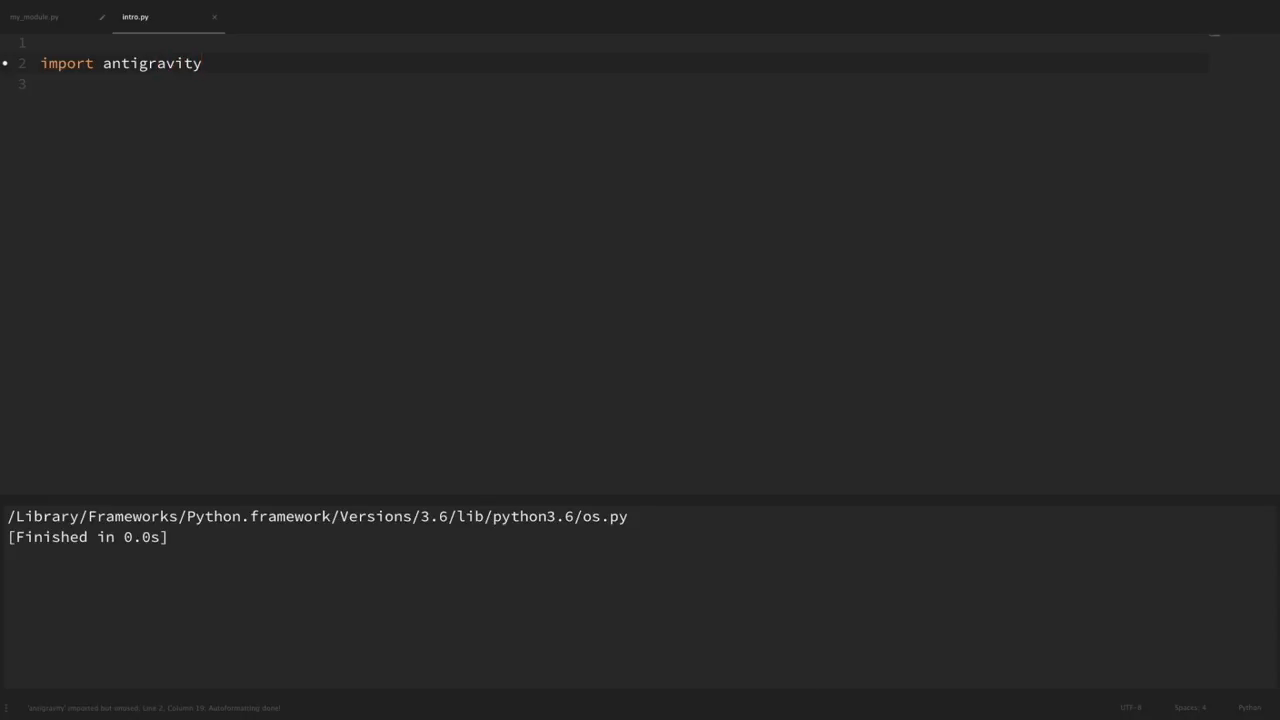 my_module.py
intro.py ×
1
2 import antigravity
3
/Library/Frameworks/Python.framework/Versions/3.6/lib/python3.6/os.py
[Finished in 0.0s]
'antigravity' imported but unused; Line 2, Column 19; Autoformatting done! UTF-8 Spaces: 4 Python